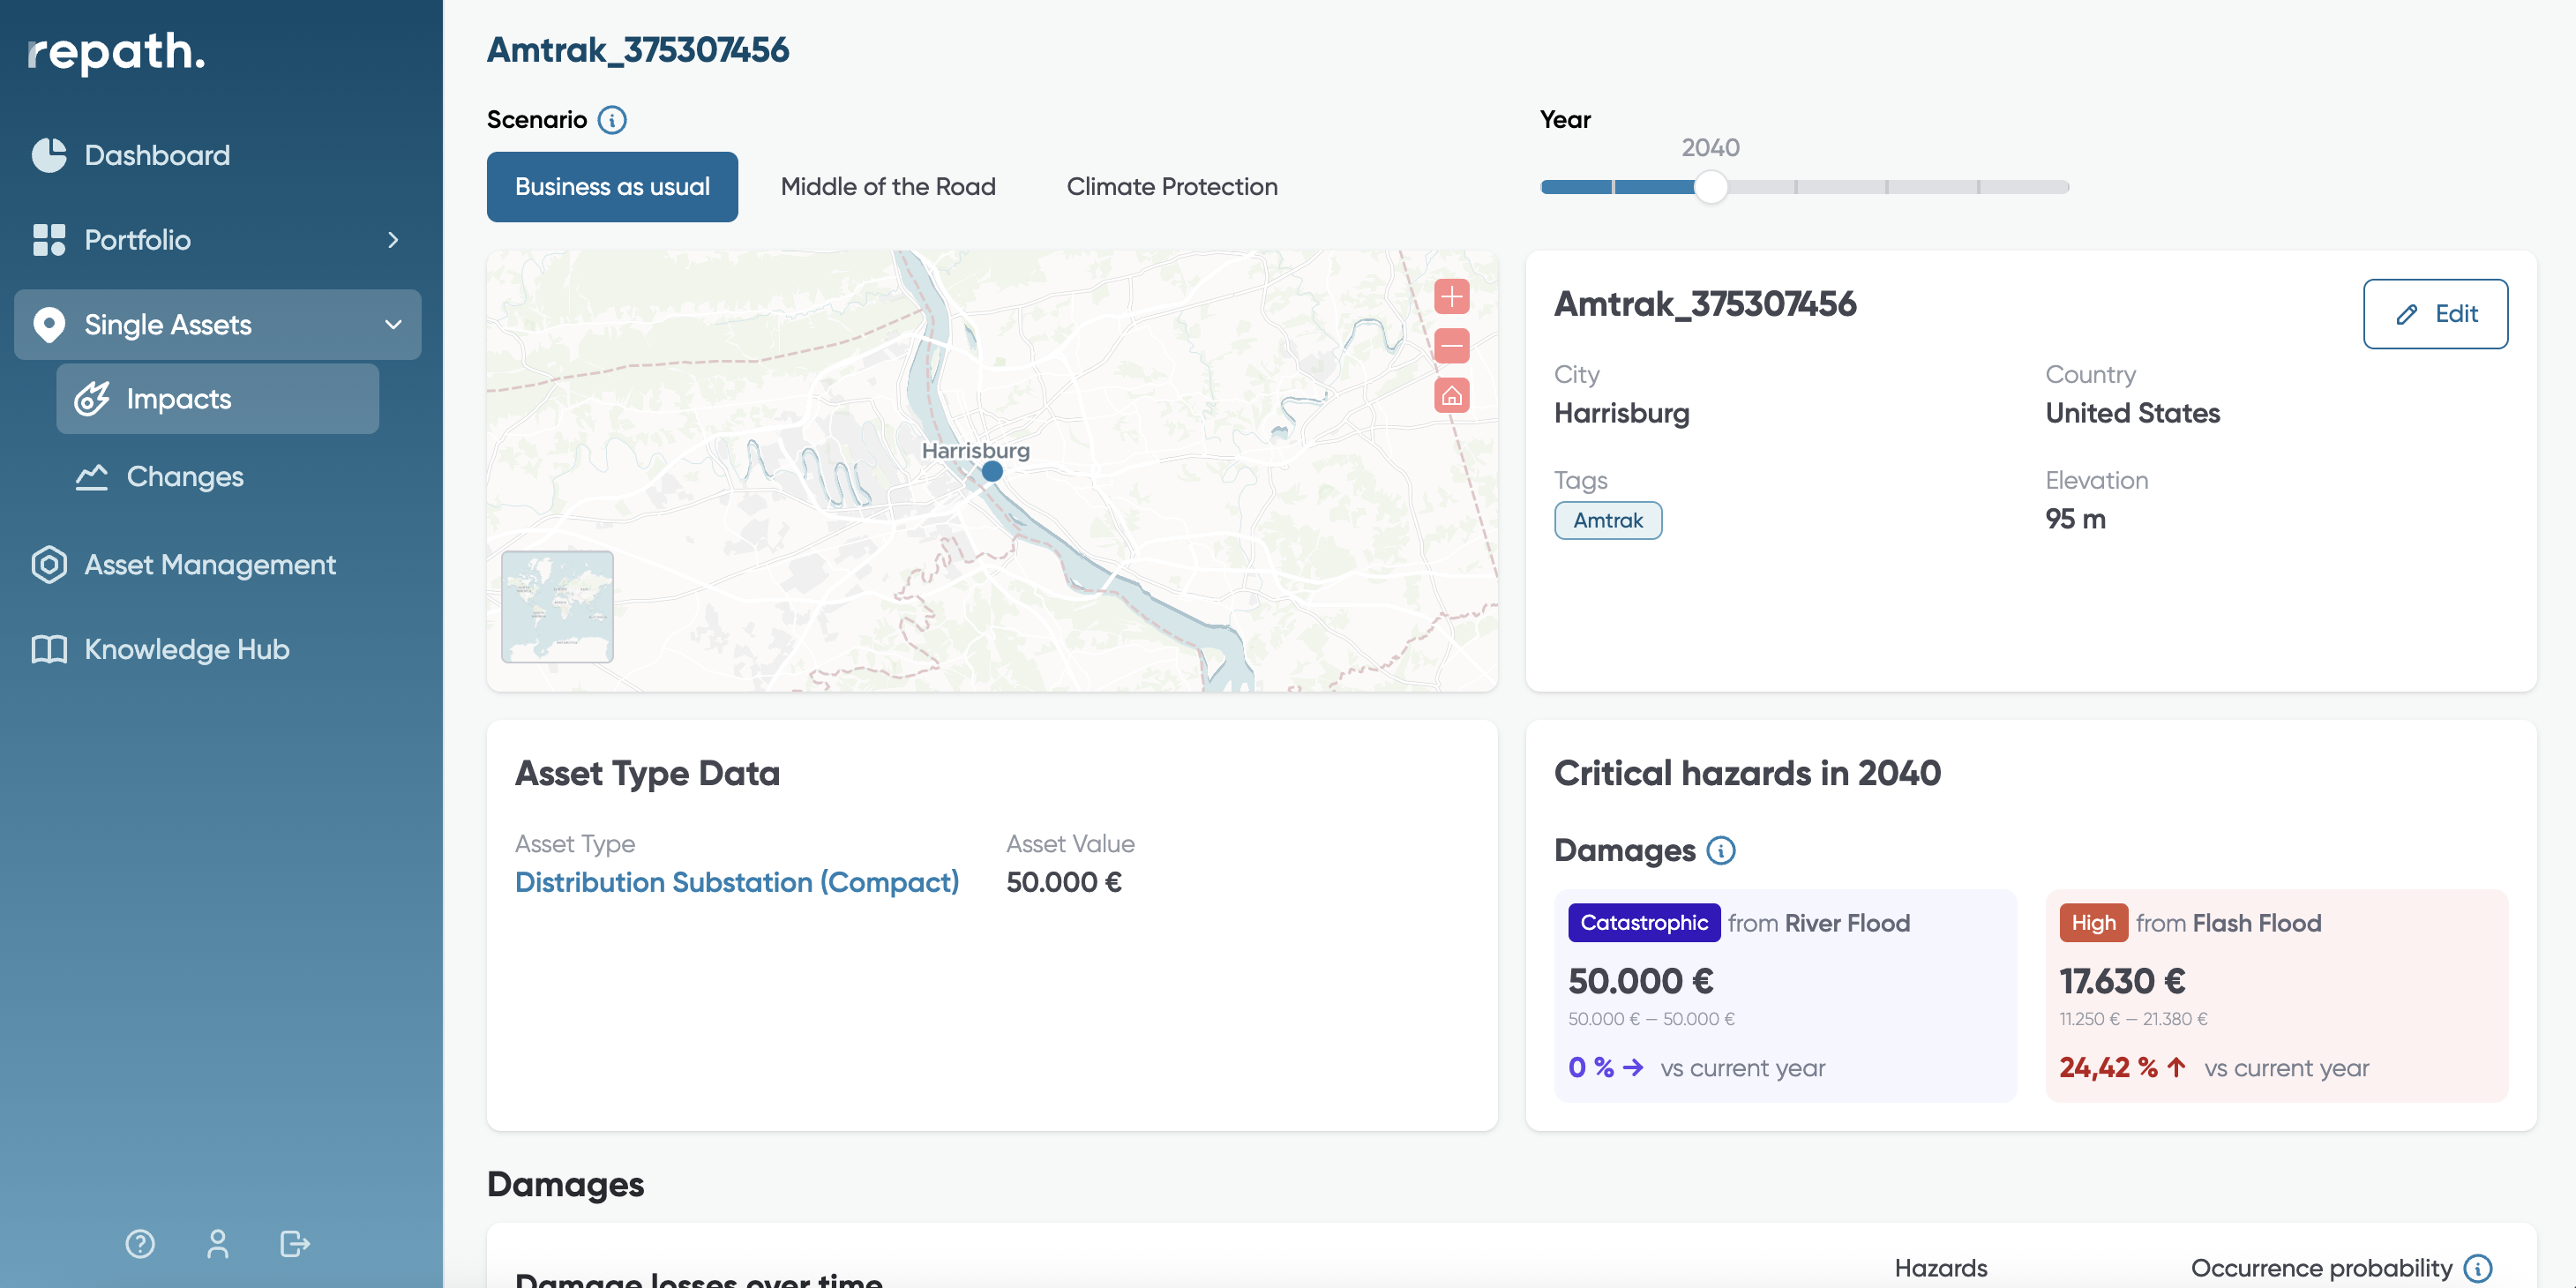 repath.
Dashboard
Portfolio
Single Assets
Impacts
Changes
Asset Management
Knowledge Hub
Amtrak_375307456
Scenario
Business as usual
Middle of the Road
Climate Protection
Year
2040
Harrisburg
Amtrak_375307456
Edit
City
Harrisburg
Country
United States
Tags
Amtrak
Elevation
95 m
Asset Type Data
Asset Type
Distribution Substation (Compact)
Asset Value
50.000 €
Critical hazards in 2040
Damages
Catastrophic from River Flood
50.000 €
50.000 € – 50.000 €
0 % → vs current year
High from Flash Flood
17.630 €
11.250 € – 21.380 €
24,42 % ↑ vs current year
Damages
Damage losses over time
Hazards
Occurrence probability